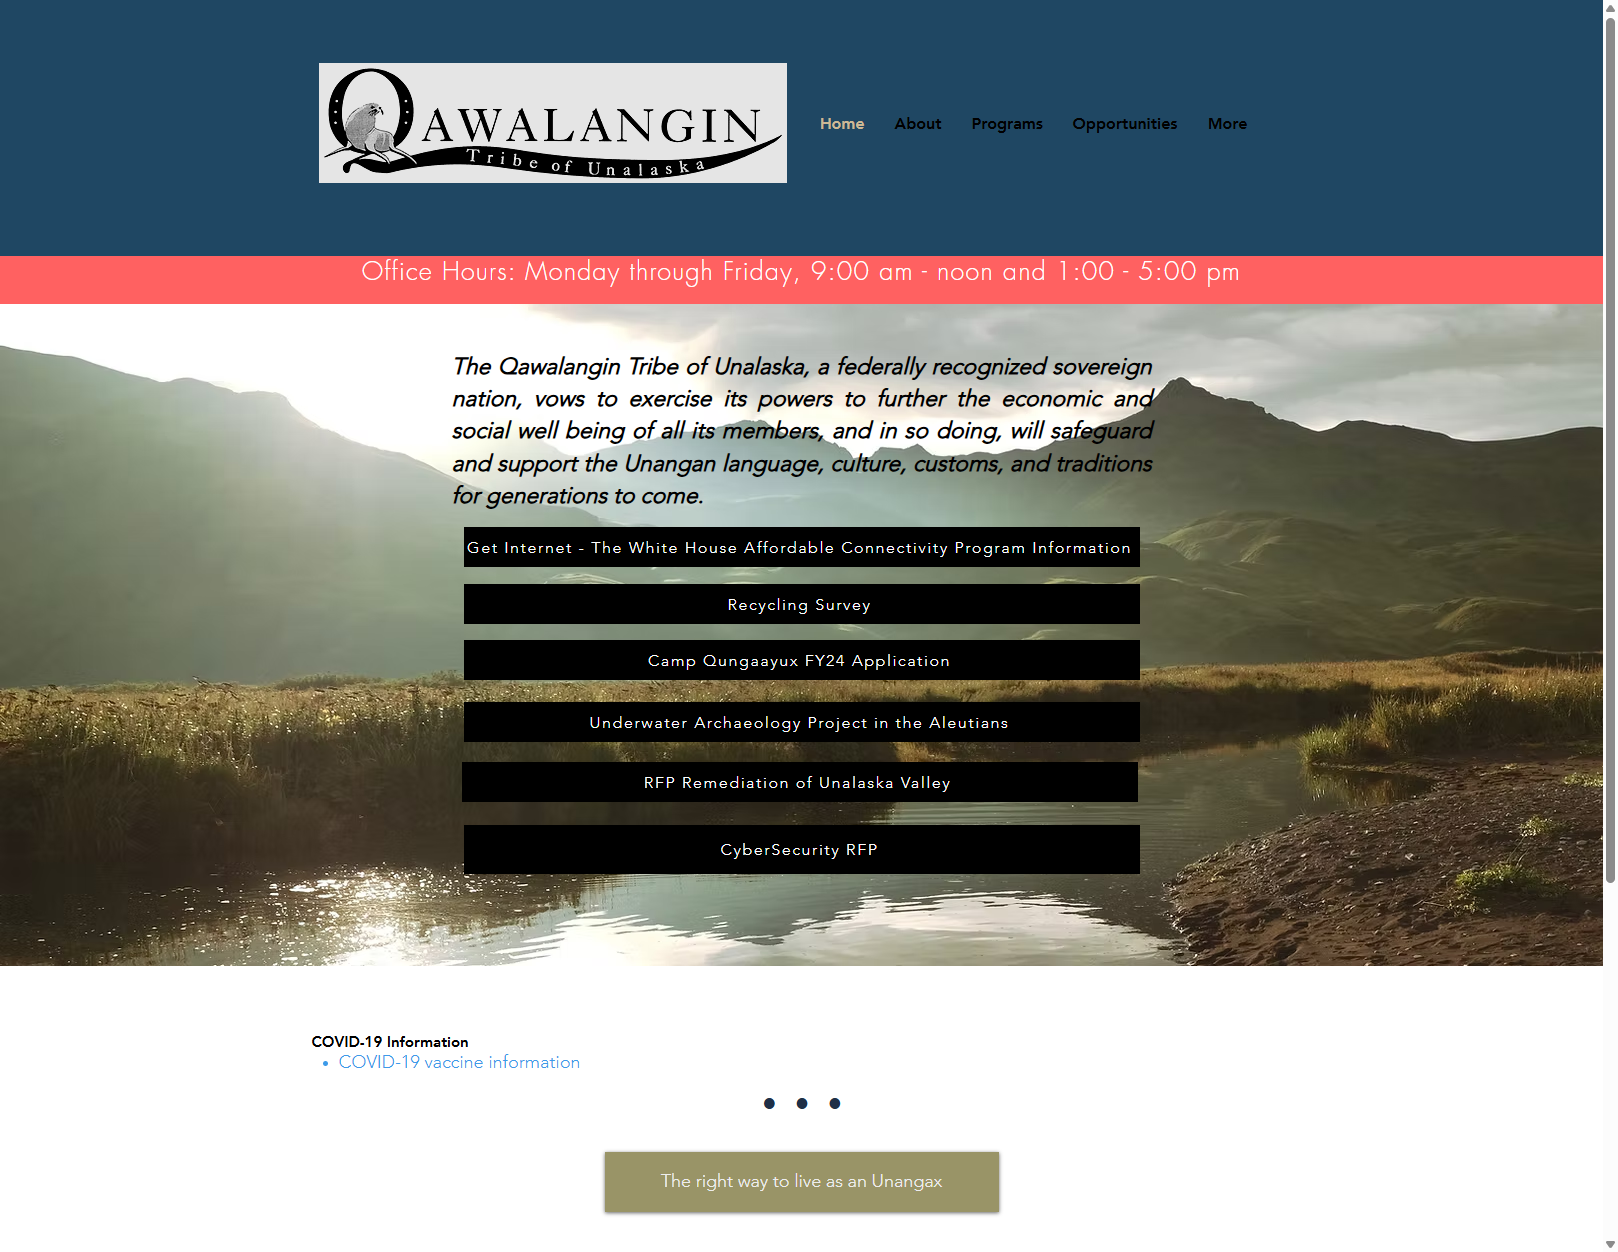 QAWALANGIN
Tribe of Unalaska
Home About Programs Opportunities More
Office Hours: Monday through Friday, 9:00 am - noon and 1:00 - 5:00 pm
The Qawalangin Tribe of Unalaska, a federally recognized sovereign
nation, vows to exercise its powers to further the economic and
social well being of all its members, and in so doing, will safeguard
and support the Unangan language, culture, customs, and traditions
for generations to come.
Get Internet - The White House Affordable Connectivity Program Information
Recycling Survey
Camp Qungaayux FY24 Application
Underwater Archaeology Project in the Aleutians
RFP Remediation of Unalaska Valley
CyberSecurity RFP
COVID-19 Information
• COVID-19 vaccine information
The right way to live as an Unangax